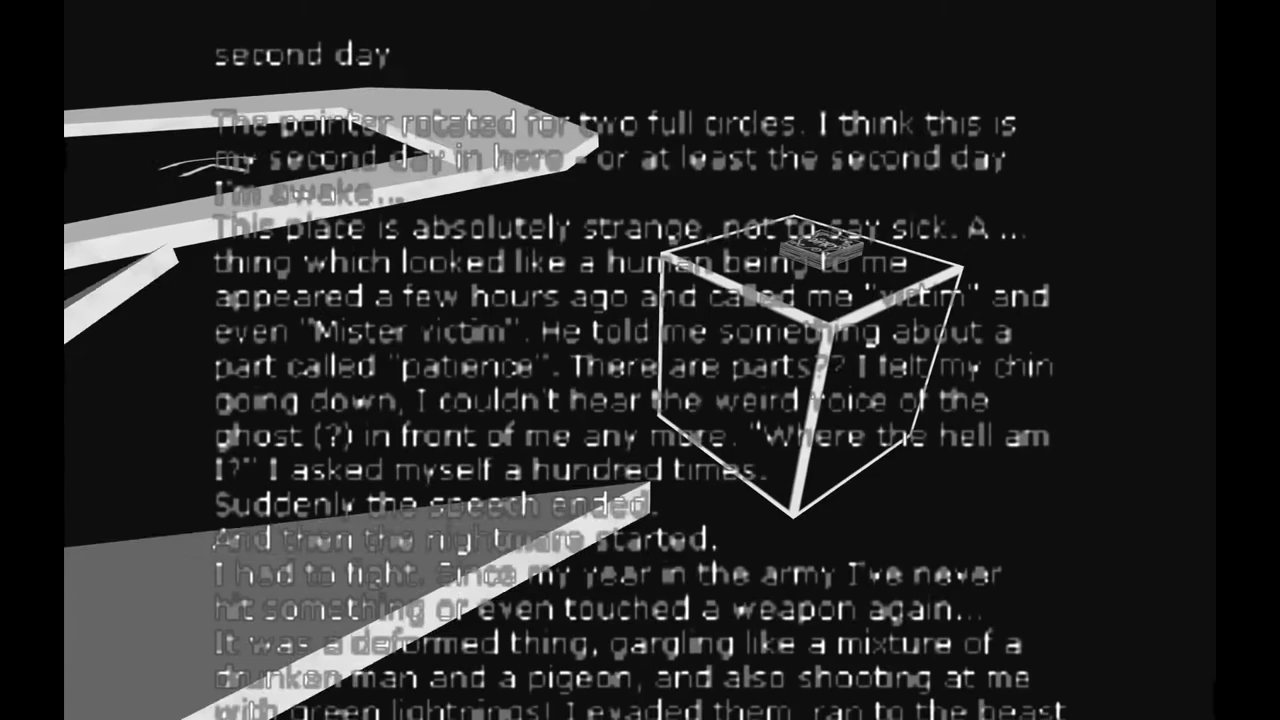 second day
The pointer rotated for two full circles. I think this is
my second day in here - or at least the second day
I'm awake...
This place is absolutely strange, not to say sick. A ...
thing which looked like a human being to me
appeared a few hours ago and called me "victim" and
even "Mister victim". He told me something about a
part called "patience". There are parts?? I felt my chin
going down, I couldn't hear the weird voice of the
ghost (?) in front of me any more. "Where the hell am
I?" I asked myself a hundred times.
Suddenly the speech ended.
And then the nightmare started.
I had to fight. Since my year in the army I've never
hit something or even touched a weapon again...
It was a deformed thing, gargling like a mixture of a
drunken man and a pigeon, and also shooting at me
with green lightnings! I evaded them, ran to the beast